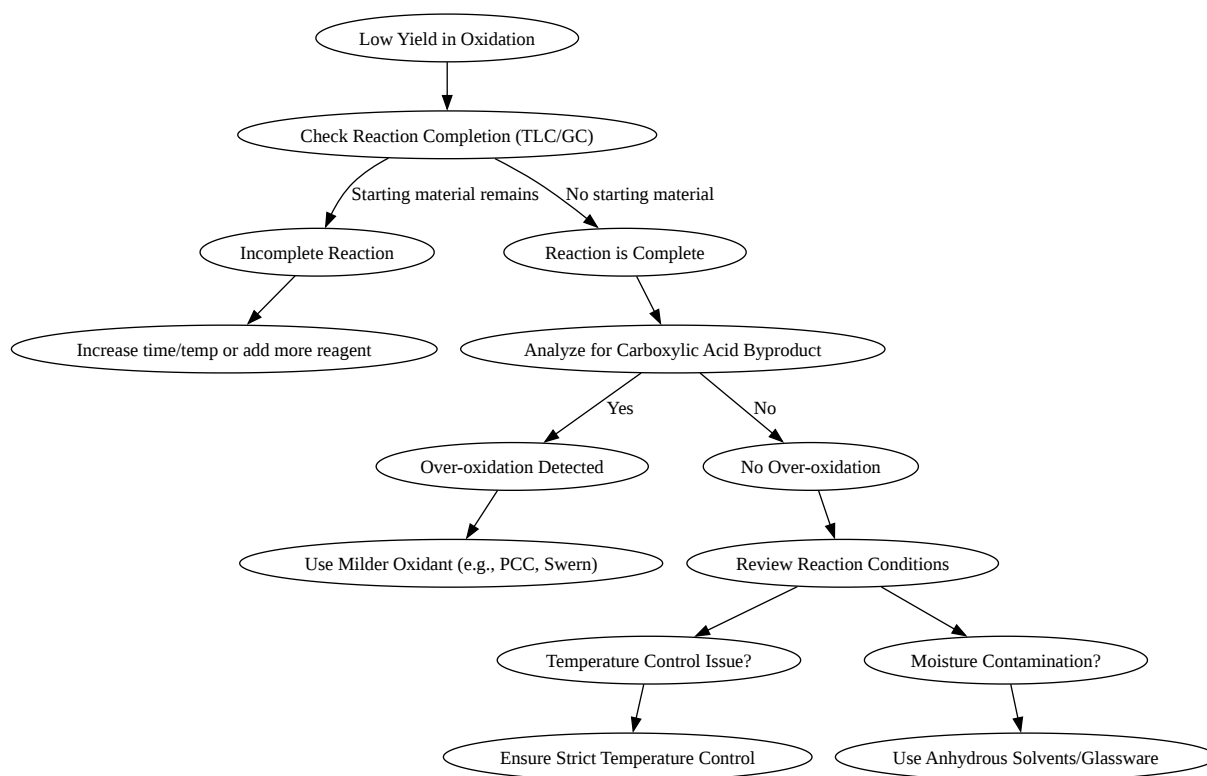 Low Yield in Oxidation
Check Reaction Completion (TLC/GC)
Starting material remains
No starting material
Incomplete Reaction
Reaction is Complete
Increase time/temp or add more reagent
Analyze for Carboxylic Acid Byproduct
Yes
No
Over-oxidation Detected
No Over-oxidation
Use Milder Oxidant (e.g., PCC, Swern)
Review Reaction Conditions
Temperature Control Issue?
Moisture Contamination?
Ensure Strict Temperature Control
Use Anhydrous Solvents/Glassware